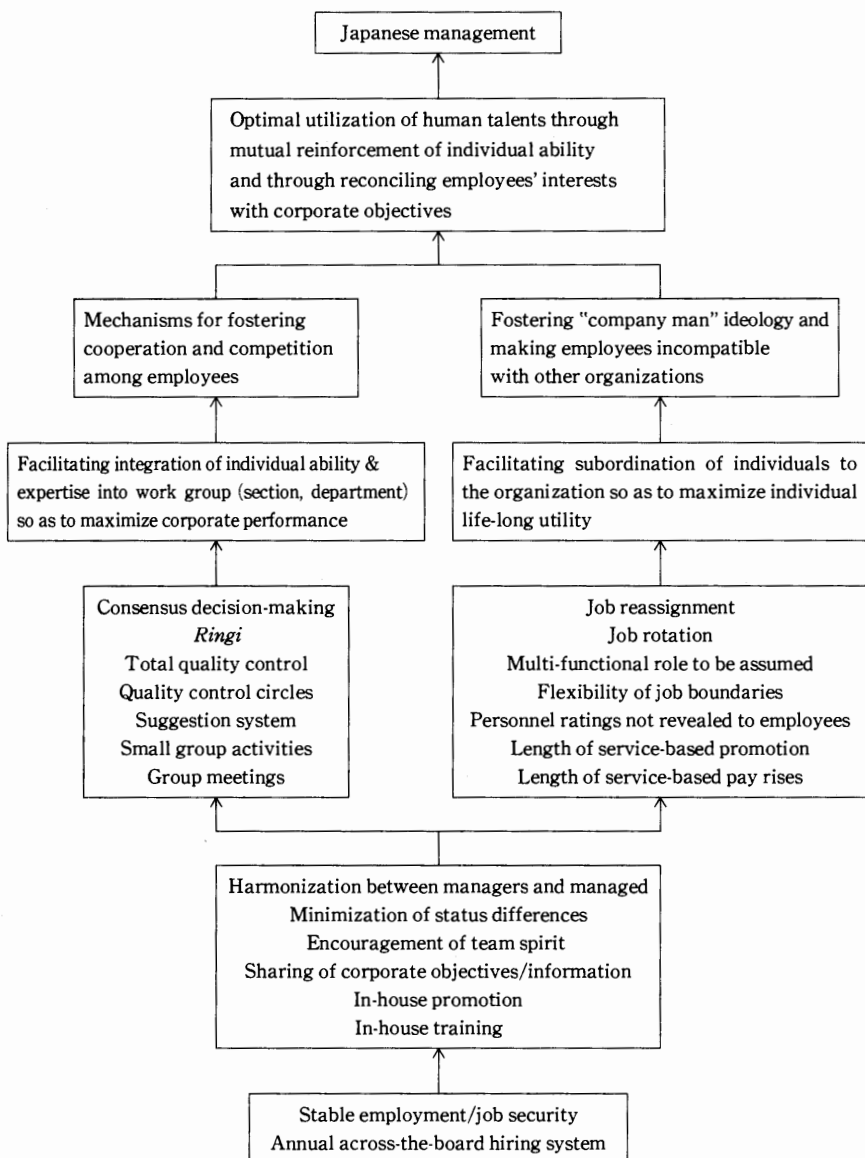 Japanese management
Optimal utilization of human talents through
mutual reinforcement of individual ability
and through reconciling employees' interests
with corporate objectives
Mechanisms for fostering
cooperation and competition
among employees
Fostering "company man" ideology and
making employees incompatible
with other organizations
Facilitating integration of individual ability &
expertise into work group (section, department)
so as to maximize corporate performance
Facilitating subordination of individuals to
the organization so as to maximize individual
life-long utility
Consensus decision-making
Ringi
Total quality control
Quality control circles
Suggestion system
Small group activities
Group meetings
Job reassignment
Job rotation
Multi-functional role to be assumed
Flexibility of job boundaries
Personnel ratings not revealed to employees
Length of service-based promotion
Length of service-based pay rises
Harmonization between managers and managed
Minimization of status differences
Encouragement of team spirit
Sharing of corporate objectives/information
In-house promotion
In-house training
Stable employment/job security
Annual across-the-board hiring system